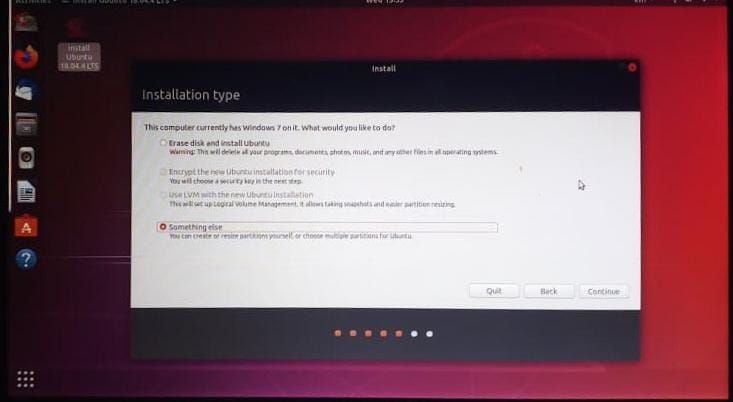 Install Ubuntu 18.04.4 LTS
Wed 13:33
Install
Ubuntu
18.04.4 LTS
Install
Installation type
This computer currently has Windows 7 on it. What would you like to do?
Erase disk and install Ubuntu
Warning: This will delete all your programs, documents, photos, music, and any other files in all operating systems.
Encrypt the new Ubuntu installation for security
You will choose a security key in the next step.
Use LVM with the new Ubuntu installation
This will set up Logical Volume Management. It allows taking snapshots and easier partition resizing.
Something else
You can create or resize partitions yourself, or choose multiple partitions for Ubuntu.
Quit
Back
Continue